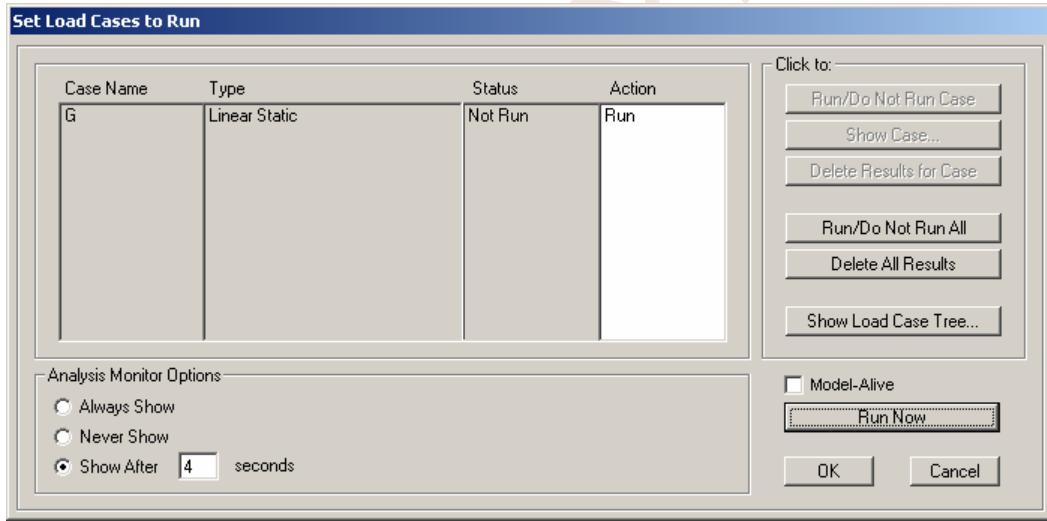 Set Load Cases to Run
Case Name Type Status Action
G Linear Static Not Run Run
Click to:
Run/Do Not Run Case
Show Case...
Delete Results for Case
Run/Do Not Run All
Delete All Results
Show Load Case Tree...
Analysis Monitor Options
Always Show
Never Show
Show After 4 seconds
Model-Alive
Run Now
OK Cancel